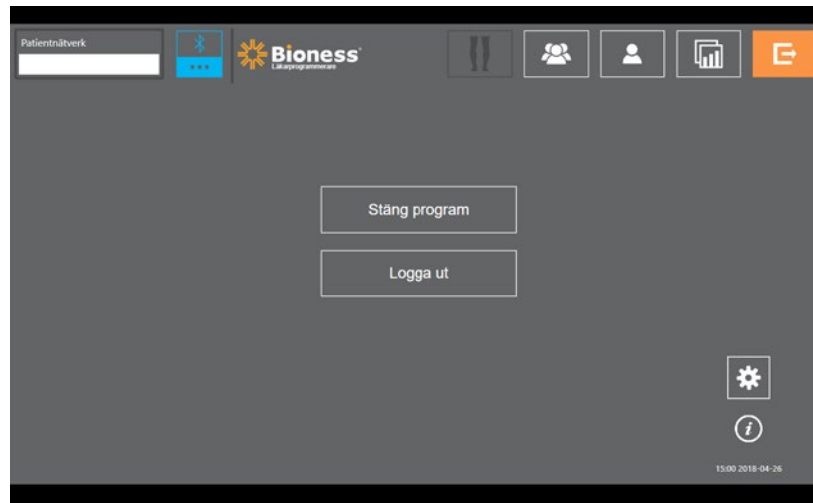 Patientnätverk
Bioness
Läkarprogrammerare
Stäng program
Logga ut
15:00 2018-04-26